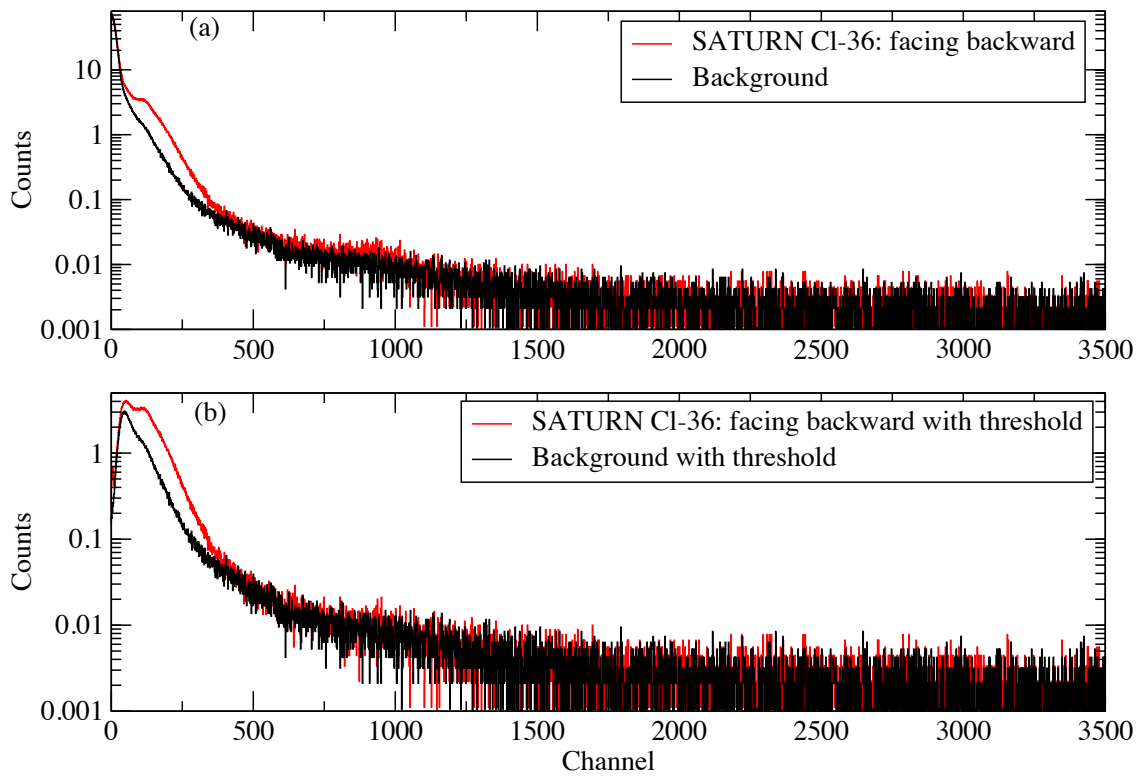 (a)
SATURN Cl-36: facing backward
Background
10
1
0.1
0.01
0.001
Counts
0 500 1000 1500 2000 2500 3000 3500
(b)
SATURN Cl-36: facing backward with threshold
Background with threshold
1
0.1
0.01
0.001
Counts
0 500 1000 1500 2000 2500 3000 3500
Channel